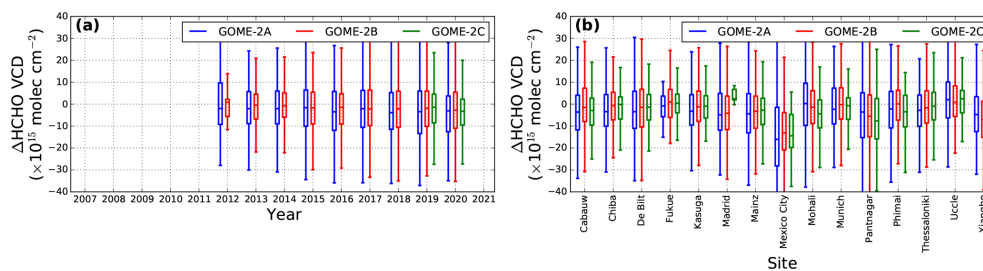 (a)
GOME-2A GOME-2B GOME-2C
ΔHCHO VCD
(×10¹⁵ molec cm⁻²)
40
30
20
10
0
−10
−20
−30
−40
2007 2008 2009 2010 2011 2012 2013 2014 2015 2016 2017 2018 2019 2020 2021
Year
(b)
GOME-2A GOME-2B GOME-2C
ΔHCHO VCD
(×10¹⁵ molec cm⁻²)
40
30
20
10
0
−10
−20
−30
−40
Cabauw
Chiba
De Bilt
Fukue
Kasuga
Madrid
Mainz
Mexico City
Mohali
Munich
Pantnagar
Phimai
Thessaloniki
Uccle
Site